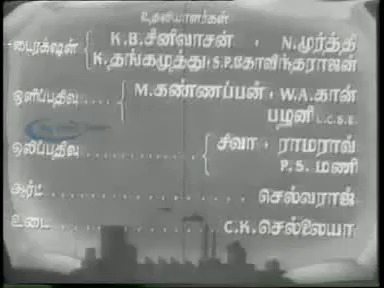 உதவியாளர்கள்
டைரக்ஷன் { K.B.சீனிவாசன் . N.மூர்த்தி
K.தங்கமுத்து . S.P.கோவிந்தராஜன்
ஒளிப்பதிவு..... { M.கண்ணப்பன் . W.A.கான்
பழனி L.C.S.E.
ஒலிப்பதிவு........ { சிவா . ராமராவ்
P.S. மணி
ஆர்ட் .................. செல்வராஜ்
உடை .................. C.K.செல்லையா